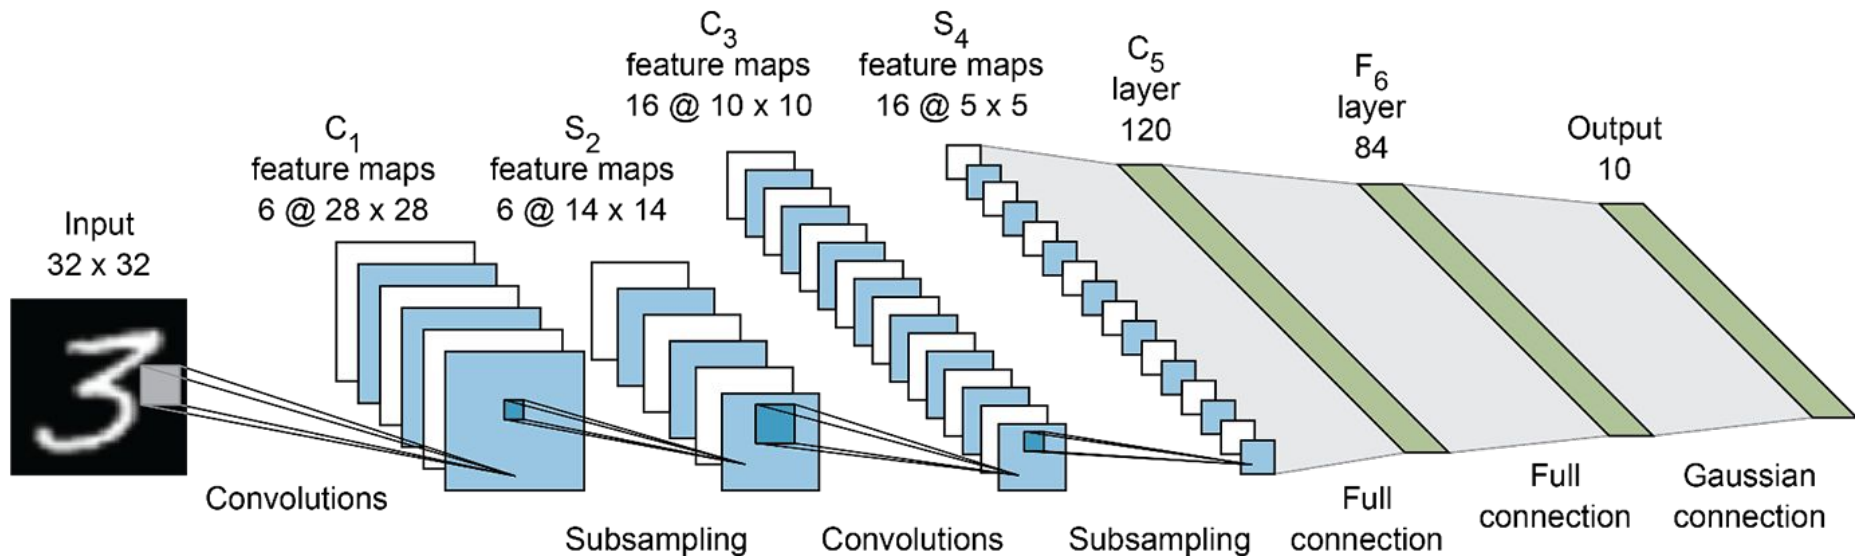 Input
32 x 32
C1
feature maps
6 @ 28 x 28
S2
feature maps
6 @ 14 x 14
C3
feature maps
16 @ 10 x 10
S4
feature maps
16 @ 5 x 5
C5
layer
120
F6
layer
84
Output
10
3
Convolutions
Subsampling
Convolutions
Subsampling
Full
connection
Full
connection
Gaussian
connection